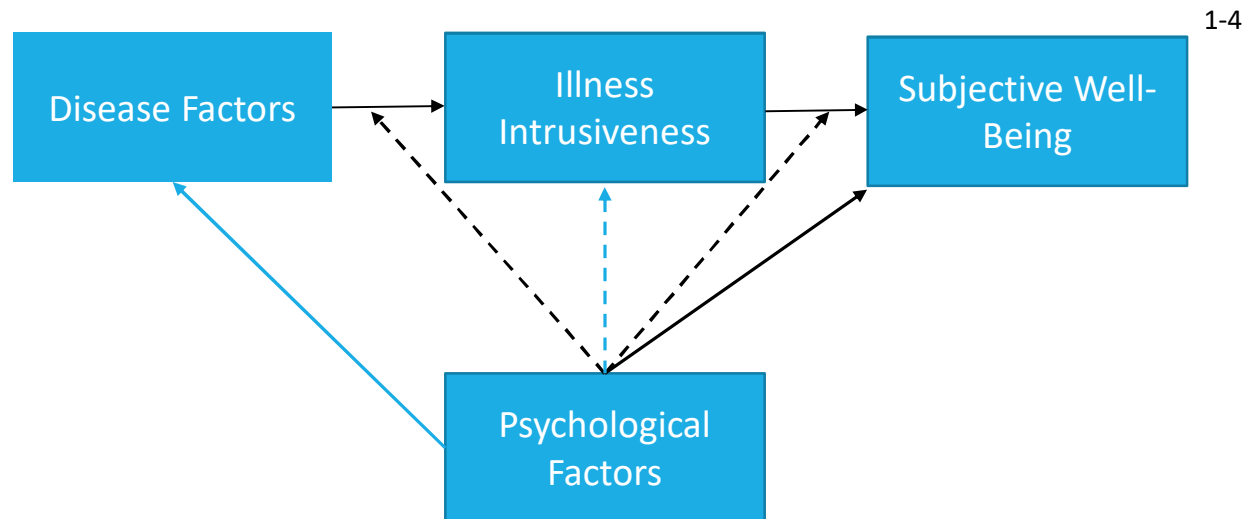 1-4
Disease Factors
Illness
Intrusiveness
Subjective Well-
Being
Psychological
Factors